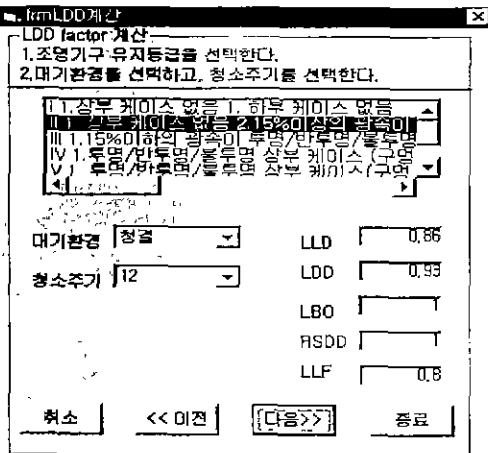 frmLDD계산
LDD factor 계산
1.조명기구 유지등급을 선택한다.
2.대기환경를 선택하고, 청소주기를 선택한다.
I 1.상부 케이스 없음 1. 하부 케이스 없음
II 1. 상부 케이스 없음 2.15%이상의 광속이
III 1.15%이하의 광속이 투명/반투명/불투명
IV 1.투명/반투명/불투명 상부 케이스 (구멍
V 1. 투명/반투명/불투명 상부 케이스(구멍
대기환경 청결
LLD 0.86
청소주기 12
LDD 0.93
LBO 1
RSDD 1
LLF 0.8
취소 << 이전 다음>> 종료